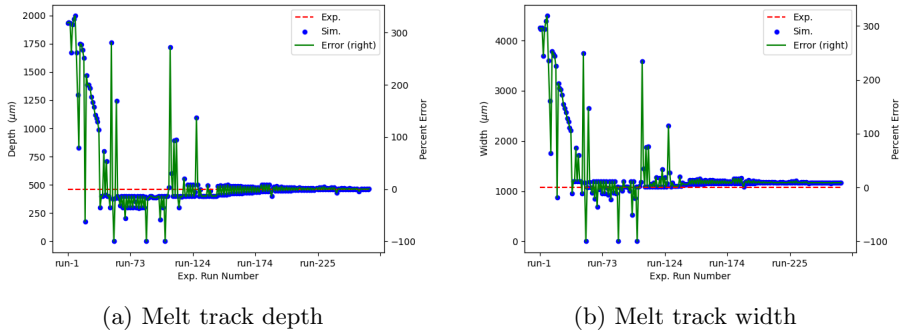 Exp.
Sim.
Error (right)
2000
1750
1500
1250
1000
750
500
250
0
Depth (μm)
300
200
100
0
−100
Percent Error
run-1
run-73
run-124
run-174
run-225
Exp. Run Number
(a) Melt track depth
Exp.
Sim.
Error (right)
4000
3000
2000
1000
0
Width (μm)
300
200
100
0
−100
Percent Error
run-1
run-73
run-124
run-174
run-225
Exp. Run Number
(b) Melt track width